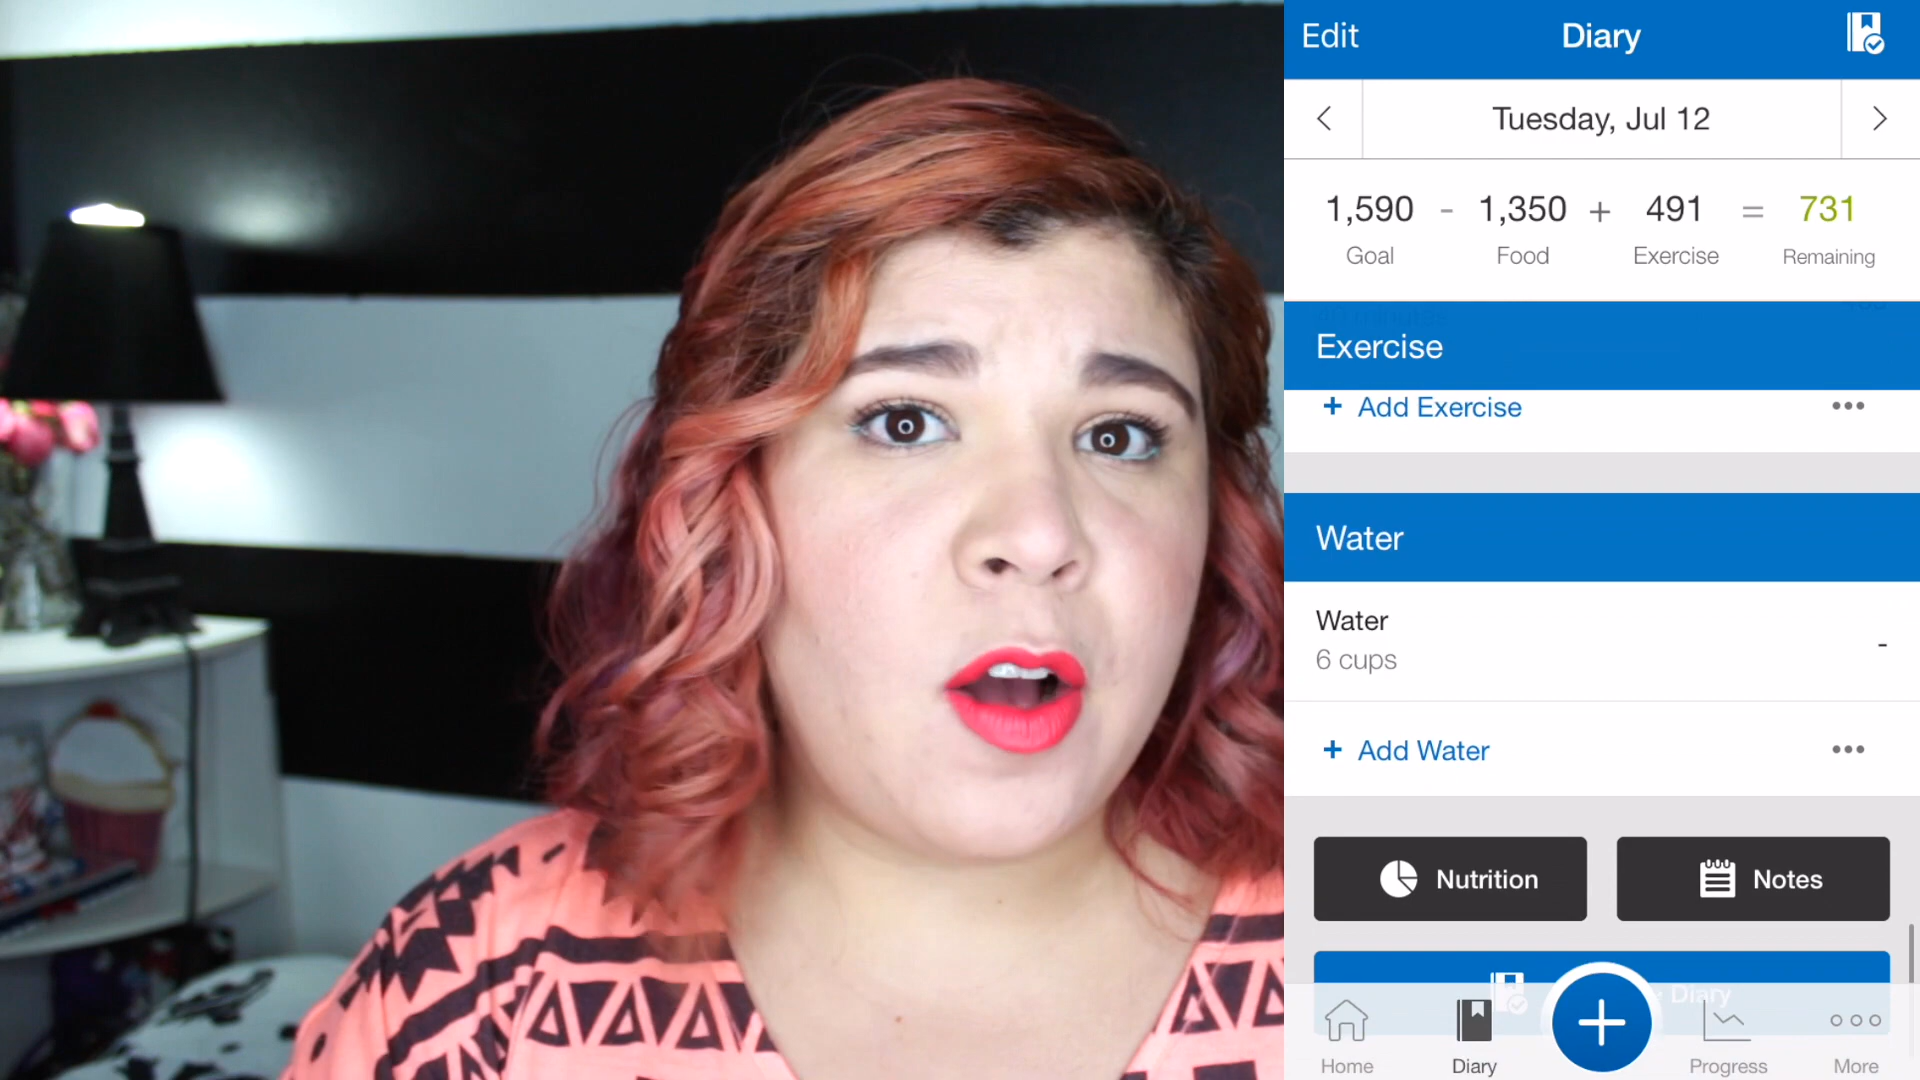 Edit
Diary
Tuesday, Jul 12
1,590 - 1,350 + 491 = 731
Goal Food Exercise Remaining
Exercise
+ Add Exercise
Water
Water
6 cups
-
+ Add Water
Nutrition
Notes
Diary
Home
Diary
+
Progress
More